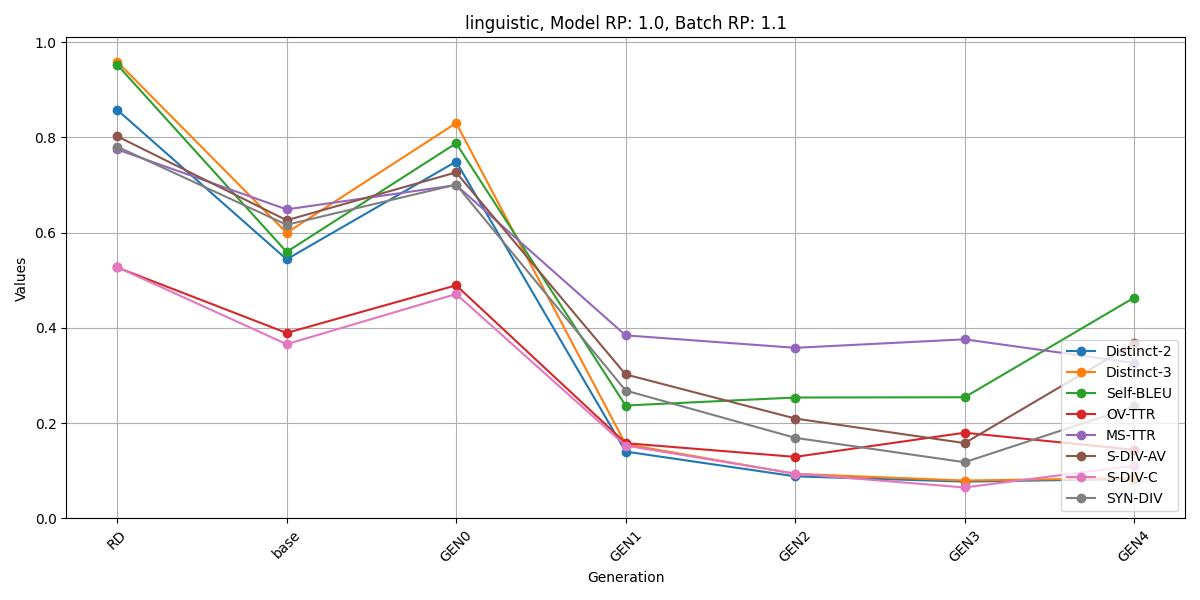 linguistic, Model RP: 1.0, Batch RP: 1.1
Values
1.0
0.8
0.6
0.4
0.2
0.0
RD
base
GEN0
GEN1
GEN2
GEN3
GEN4
Generation
Distinct-2
Distinct-3
Self-BLEU
OV-TTR
MS-TTR
S-DIV-AV
S-DIV-C
SYN-DIV